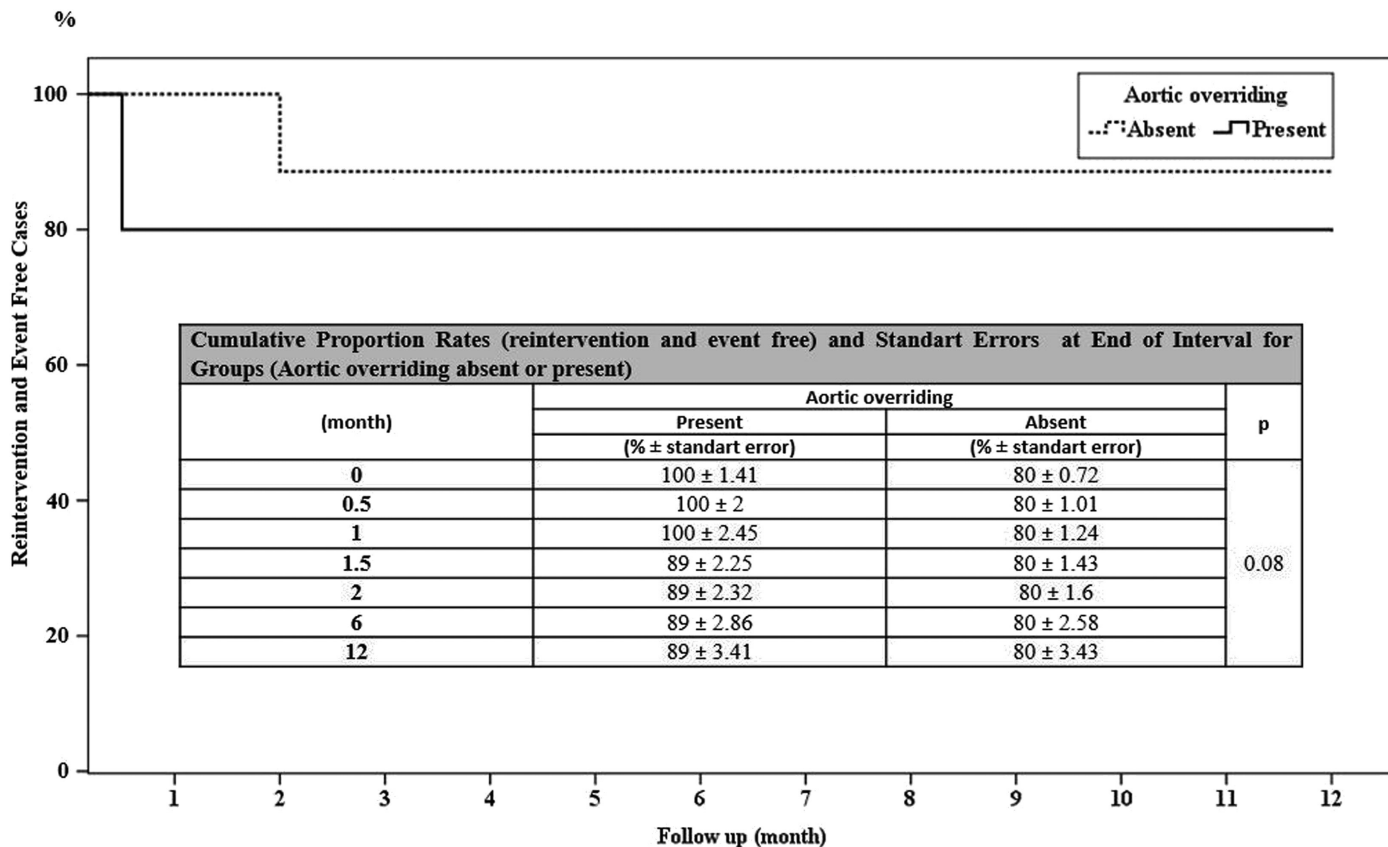 %
Aortic overriding
Absent Present
100
80
60
40
20
0
Reintervention and Event Free Cases
Cumulative Proportion Rates (reintervention and event free) and Standart Errors at End of Interval for
Groups (Aortic overriding absent or present)
(month) Aortic overriding p
Present Absent
(% ± standart error) (% ± standart error)
0 100 ± 1.41 80 ± 0.72
0.5 100 ± 2 80 ± 1.01
1 100 ± 2.45 80 ± 1.24
1.5 89 ± 2.25 80 ± 1.43 0.08
2 89 ± 2.32 80 ± 1.6
6 89 ± 2.86 80 ± 2.58
12 89 ± 3.41 80 ± 3.43
1 2 3 4 5 6 7 8 9 10 11 12
Follow up (month)